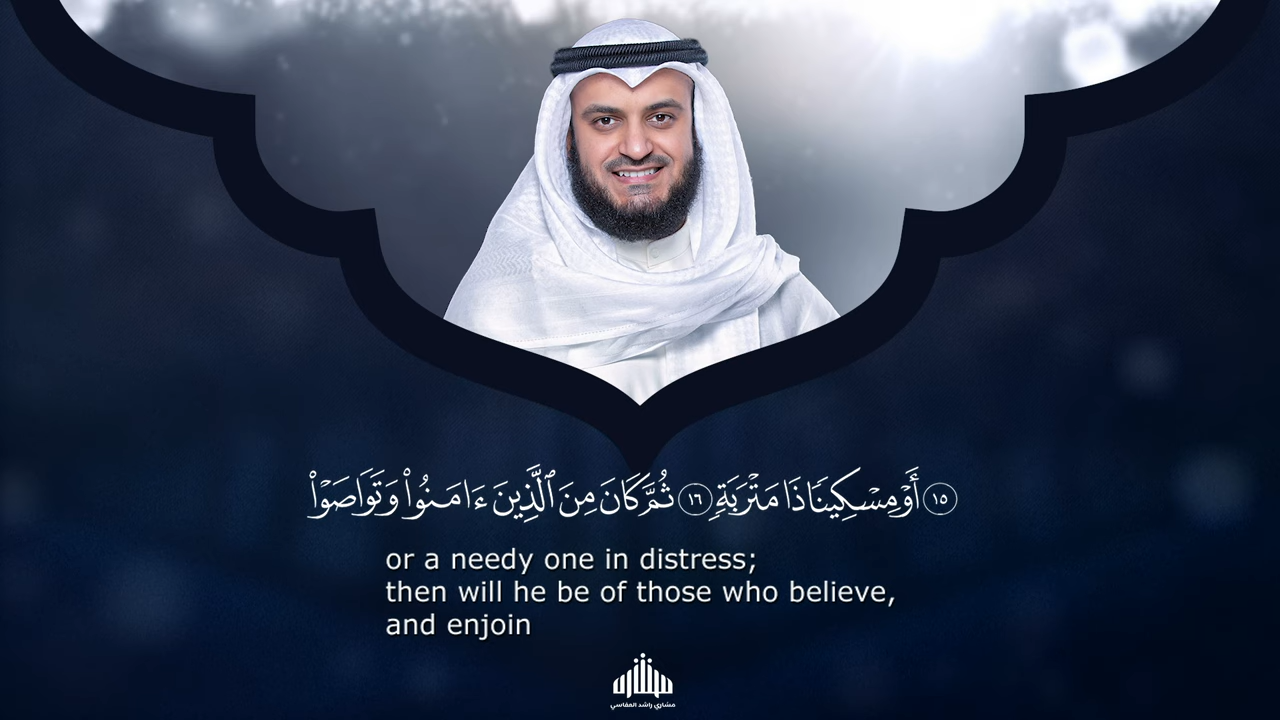 ١٥ أَوْ مِسْكِينًا ذَا مَتْرَبَةٍ ١٦ ثُمَّ كَانَ مِنَ ٱلَّذِينَ ءَامَنُوا۟ وَتَوَاصَوْا۟
or a needy one in distress;
then will he be of those who believe,
and enjoin
مشاري راشد العفاسي